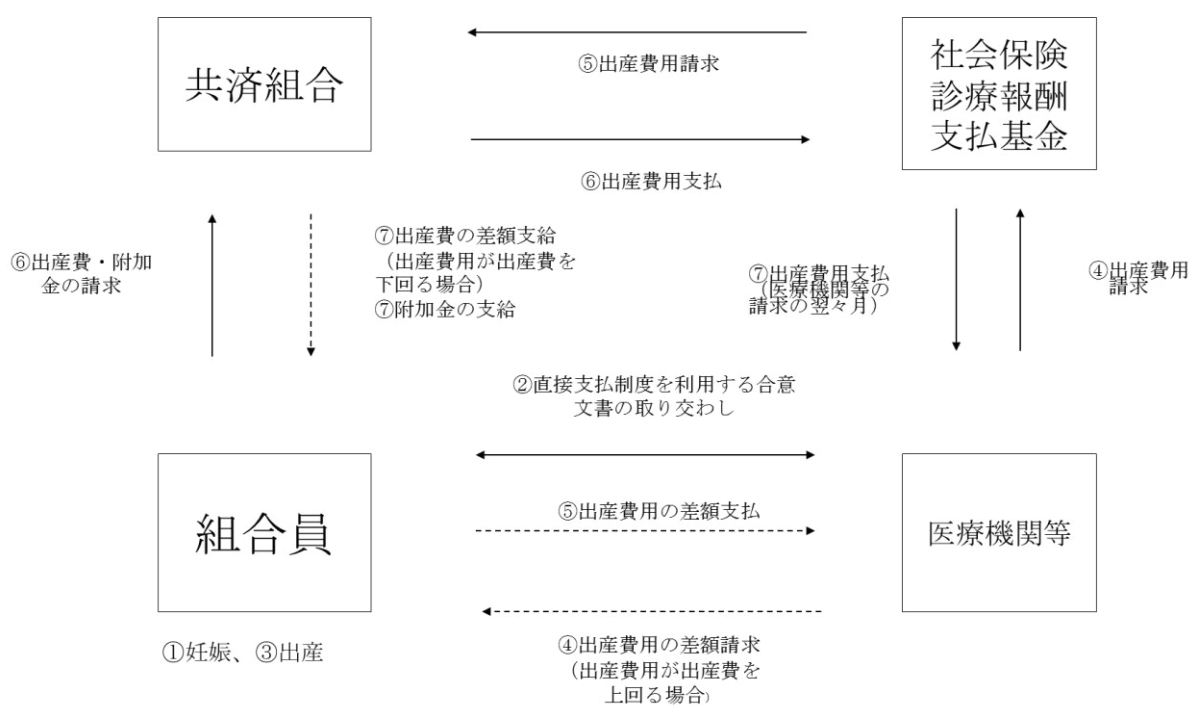 共済組合
⑤出産費用請求
社会保険
診療報酬
支払基金
⑥出産費用支払
⑥出産費・附加
金の請求
⑦出産費の差額支給
（出産費用が出産費を
下回る場合）
⑦附加金の支給
⑦出産費用支払
（医療機関等の
請求の翌々月）
④出産費用
請求
②直接支払制度を利用する合意
文書の取り交わし
組合員
⑤出産費用の差額支払
医療機関等
④出産費用の差額請求
（出産費用が出産費を
上回る場合）
①妊娠、③出産